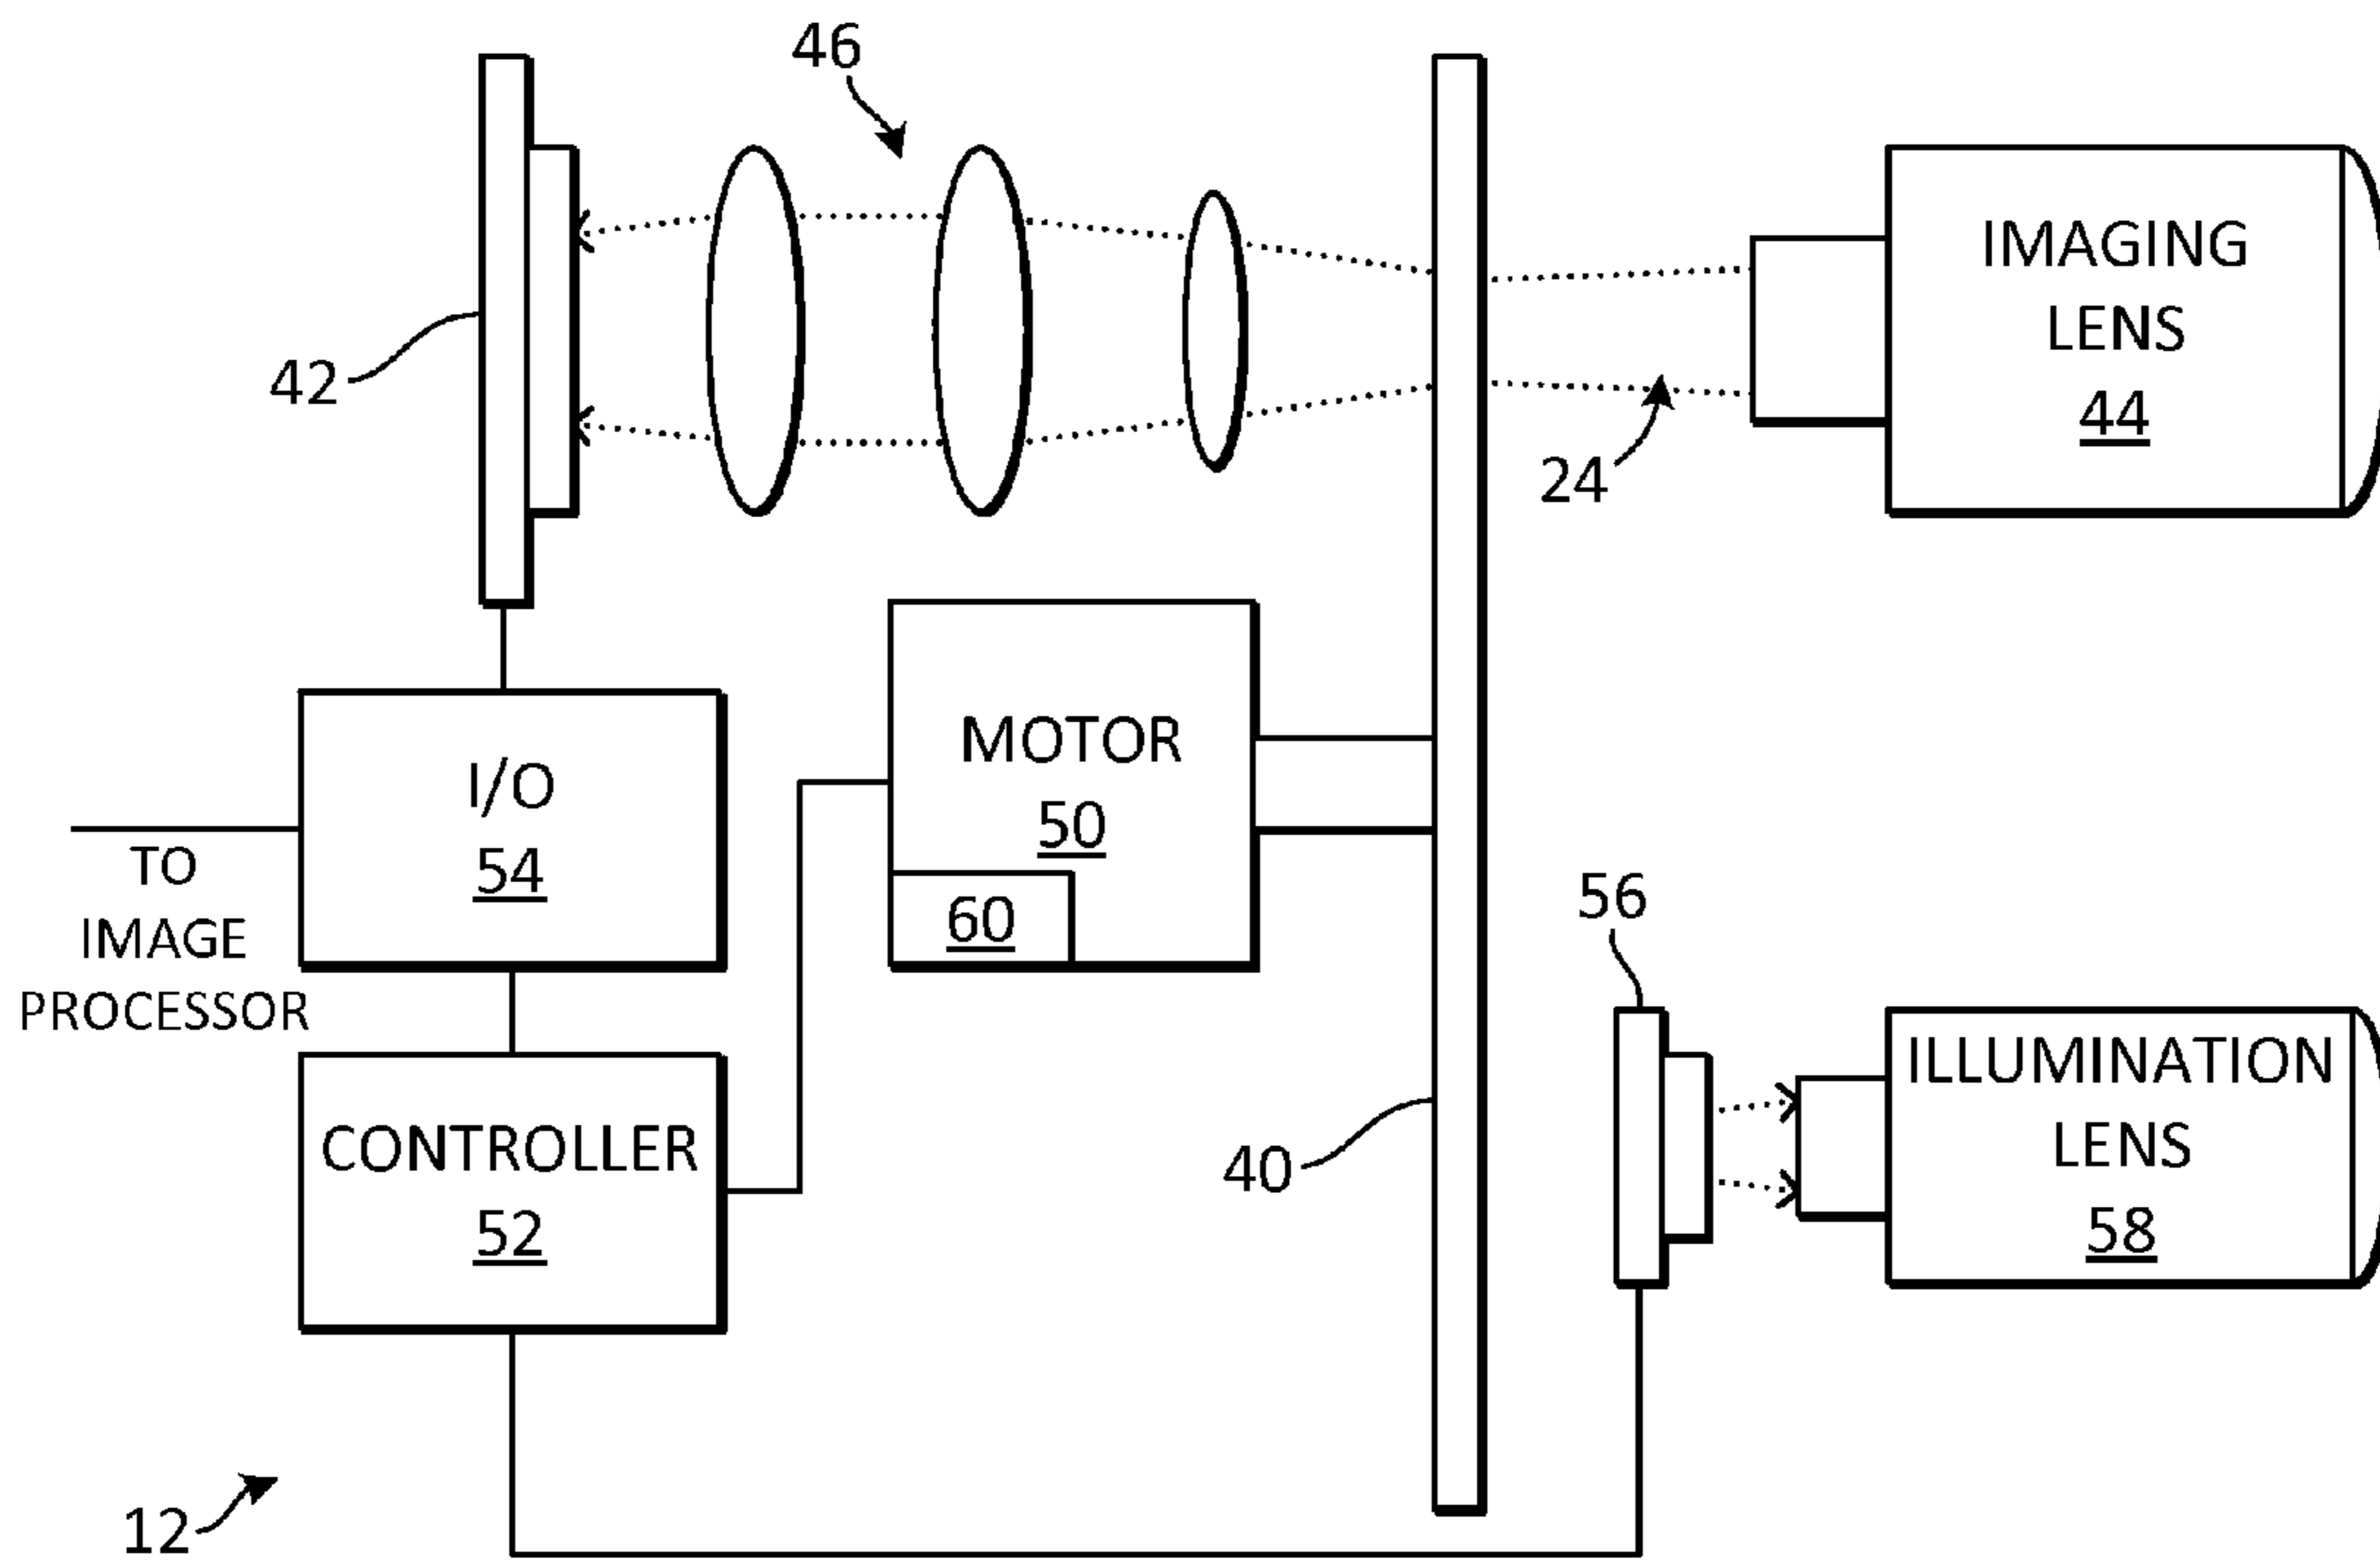 46
IMAGING
LENS
44
42
24
MOTOR
50
60
I/O
54
TO
IMAGE
PROCESSOR
56
CONTROLLER
52
40
ILLUMINATION
LENS
58
12